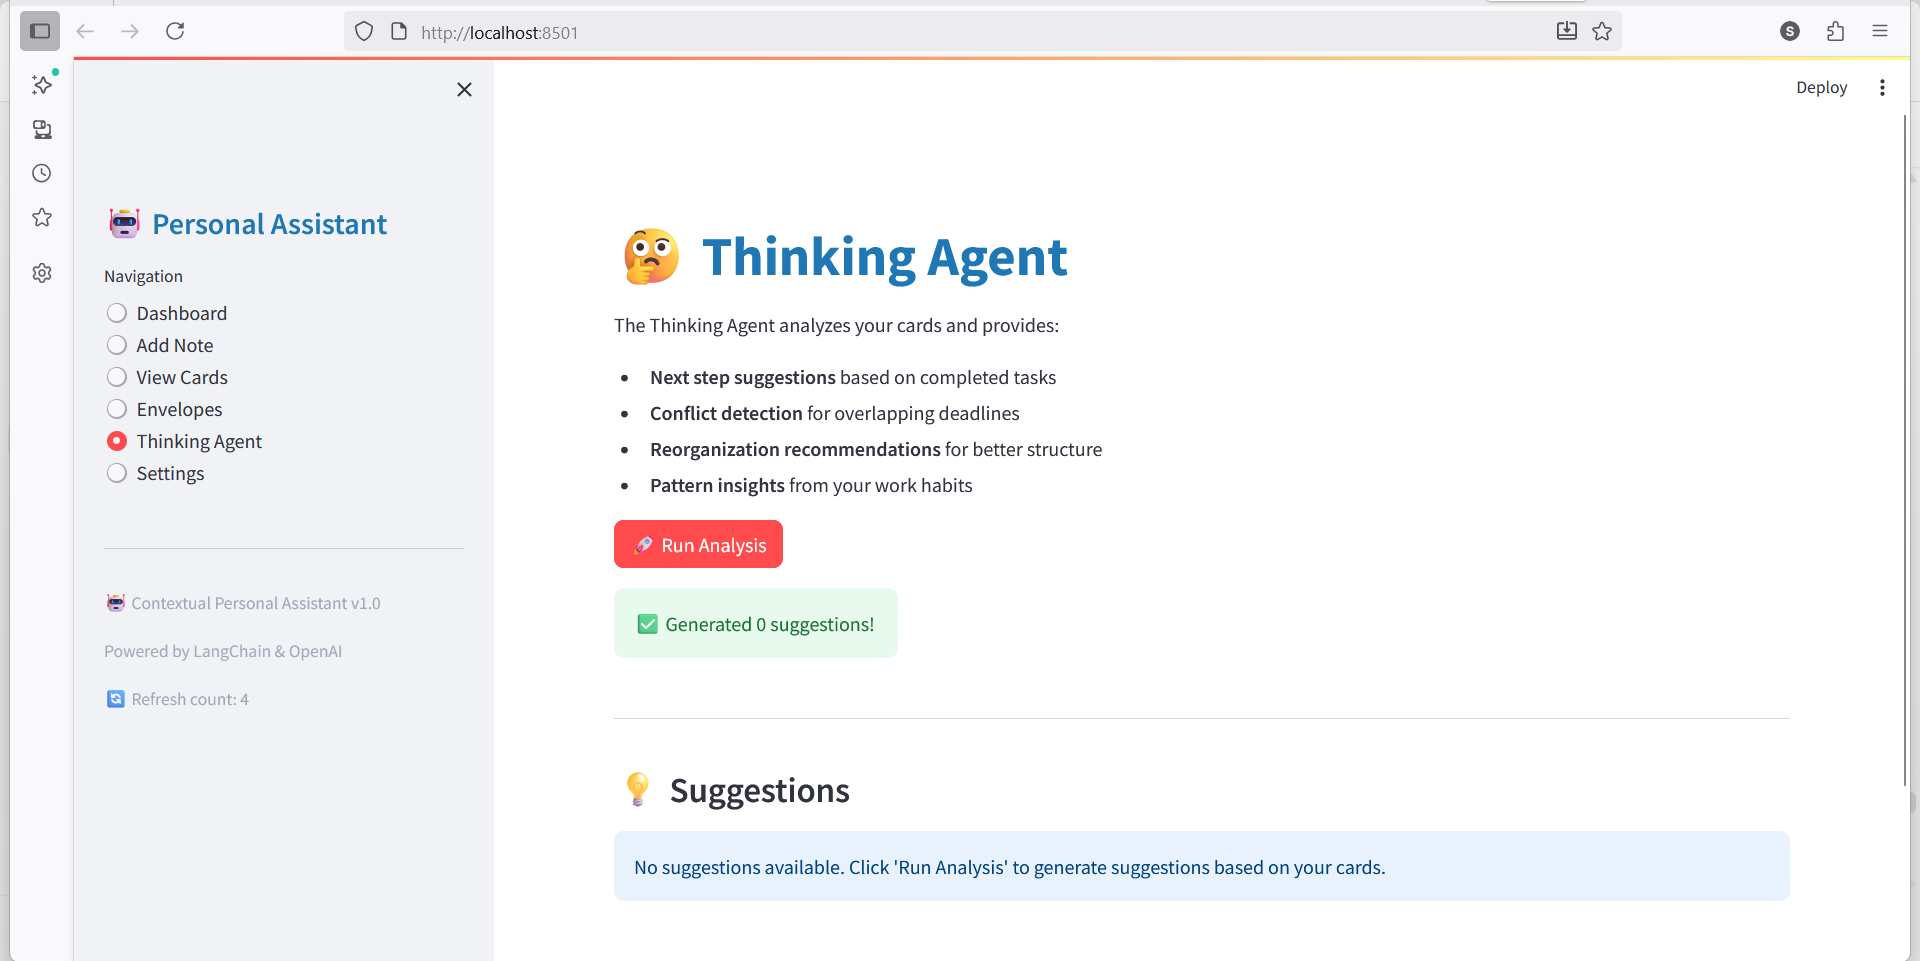 http://localhost:8501
S
Deploy
Personal Assistant
Navigation
Dashboard
Add Note
View Cards
Envelopes
Thinking Agent
Settings
Contextual Personal Assistant v1.0
Powered by LangChain & OpenAI
Refresh count: 4
Thinking Agent
The Thinking Agent analyzes your cards and provides:
• Next step suggestions based on completed tasks
• Conflict detection for overlapping deadlines
• Reorganization recommendations for better structure
• Pattern insights from your work habits
Run Analysis
Generated 0 suggestions!
Suggestions
No suggestions available. Click 'Run Analysis' to generate suggestions based on your cards.